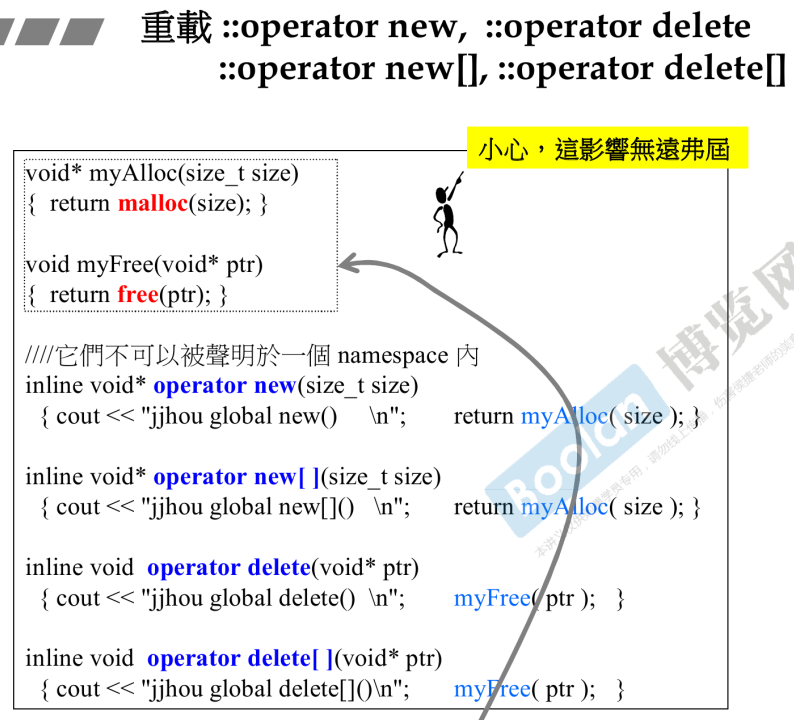 重載 ::operator new, ::operator delete
::operator new[], ::operator delete[]
小心，這影響無遠弗屆
void* myAlloc(size_t size)
{ return malloc(size); }
void myFree(void* ptr)
{ return free(ptr); }
////它們不可以被聲明於一個 namespace 內
inline void* operator new(size_t size)
{ cout << "jjhou global new() \n"; return myAlloc( size ); }
inline void* operator new[ ](size_t size)
{ cout << "jjhou global new[]() \n"; return myAlloc( size ); }
inline void operator delete(void* ptr)
{ cout << "jjhou global delete() \n"; myFree( ptr ); }
inline void operator delete[ ](void* ptr)
{ cout << "jjhou global delete[]()\n"; myFree( ptr ); }
Boolan
博览网